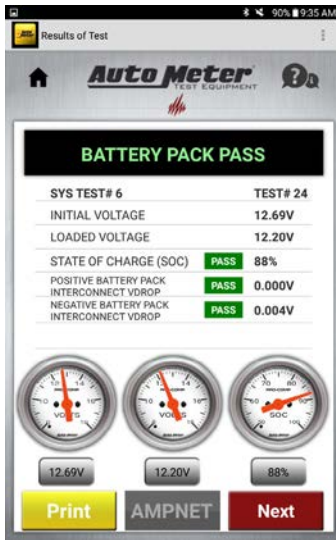 90% 9:35 AM
Results of Test
Auto Meter
TEST EQUIPMENT
BATTERY PACK PASS
SYS TEST# 6 TEST# 24
INITIAL VOLTAGE 12.69V
LOADED VOLTAGE 12.20V
STATE OF CHARGE (SOC) PASS 88%
POSITIVE BATTERY PACK
INTERCONNECT VDROP PASS 0.000V
NEGATIVE BATTERY PACK
INTERCONNECT VDROP PASS 0.004V
VOLTS
VOLTS
SOC
12.69V 12.20V 88%
Print AMPNET Next